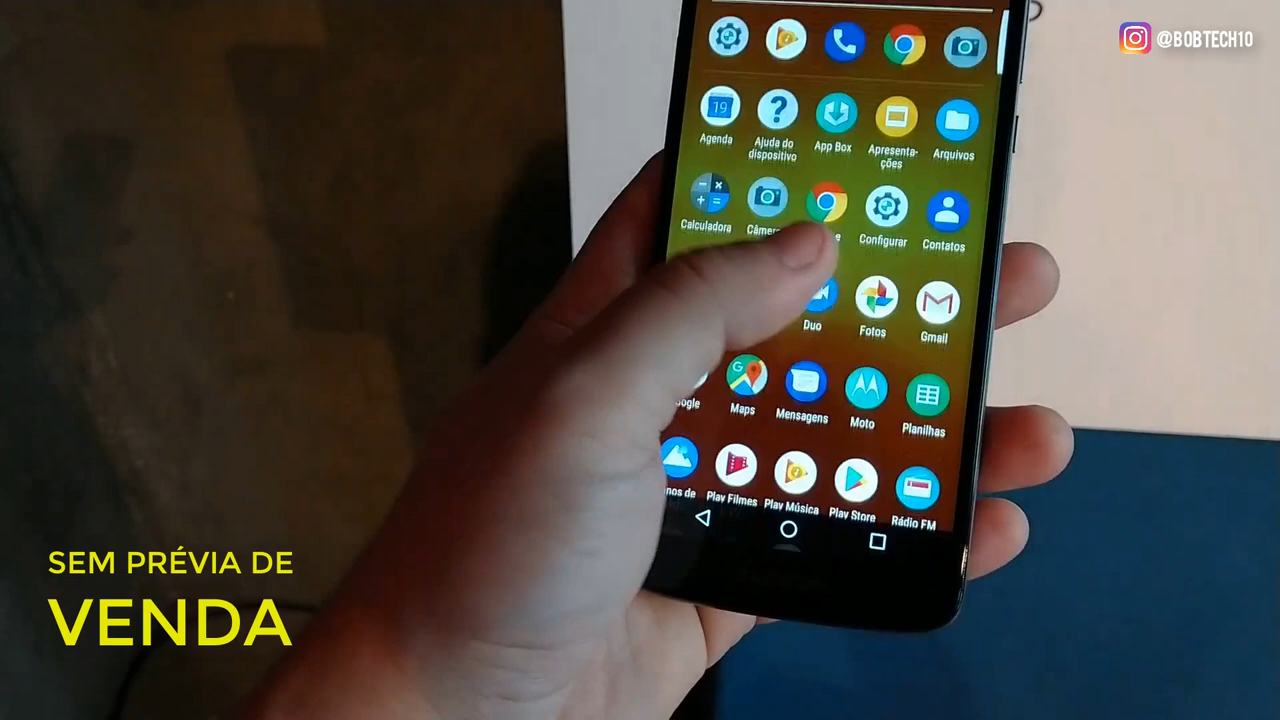 @BOBTECH10
19
Agenda
Ajuda do
dispositivo
App Box
Apresenta-
ções
Arquivos
Calculadora
Configurar
Contatos
Duo
Fotos
Gmail
G
Maps
Mensagens
Moto
Planilhas
Play Filmes
Play Música
Play Store
Rádio FM
SEM PRÉVIA DE
VENDA